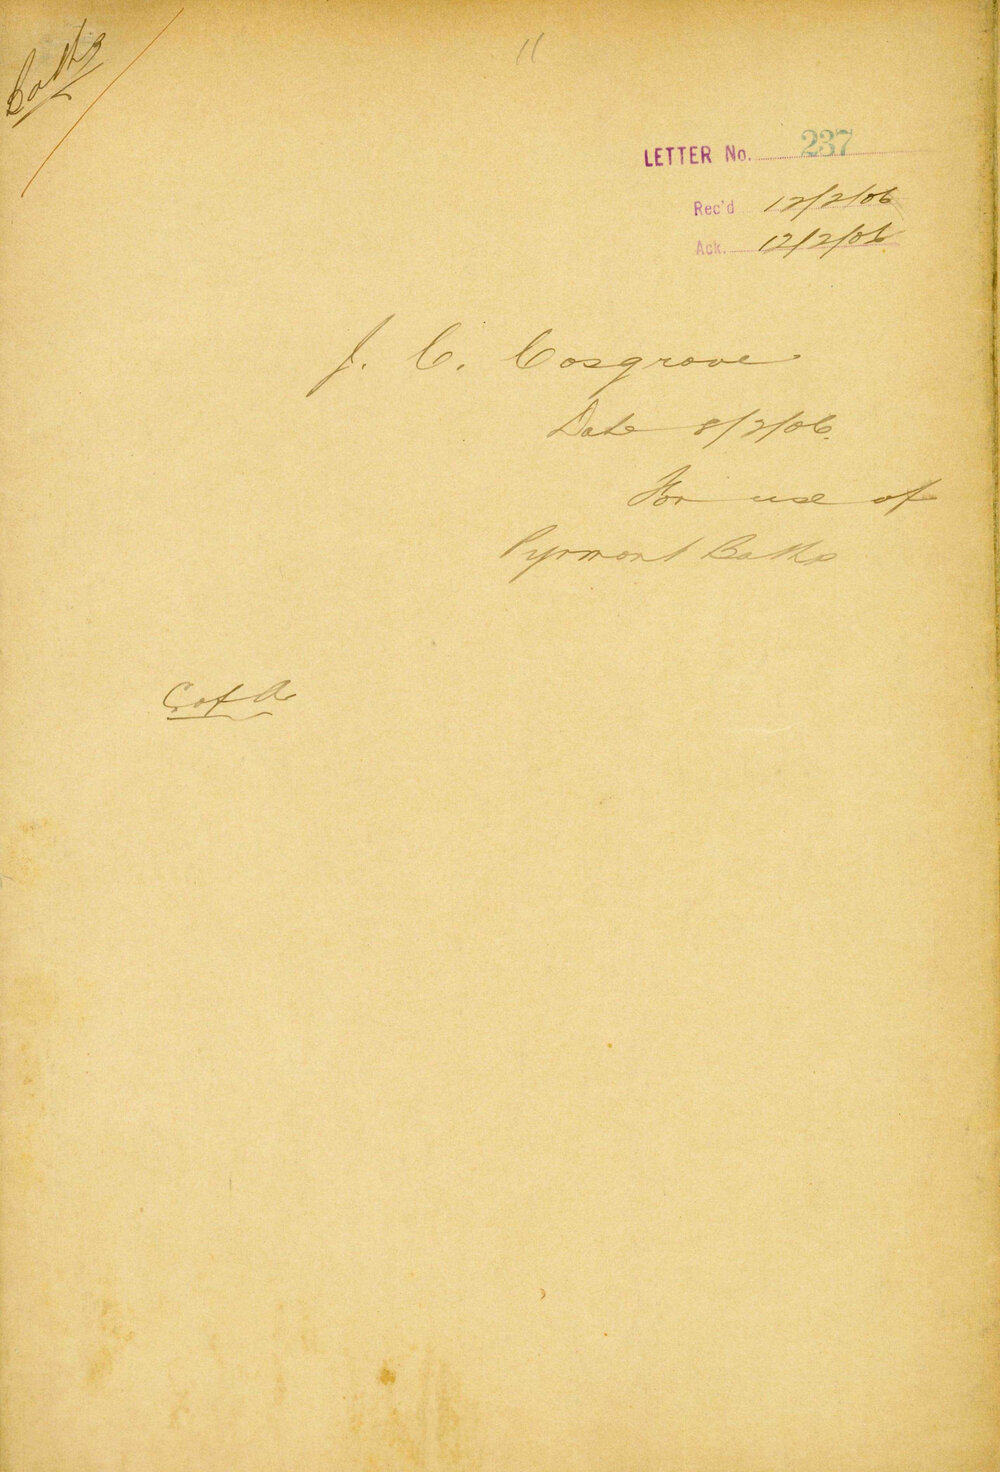 Baths
11
LETTER No. 237
Rec'd 12/2/06
Ack. 12/2/06
J. C. Cosgrove
Date 8/2/06.
For use of
Pyrmont Baths
C of A